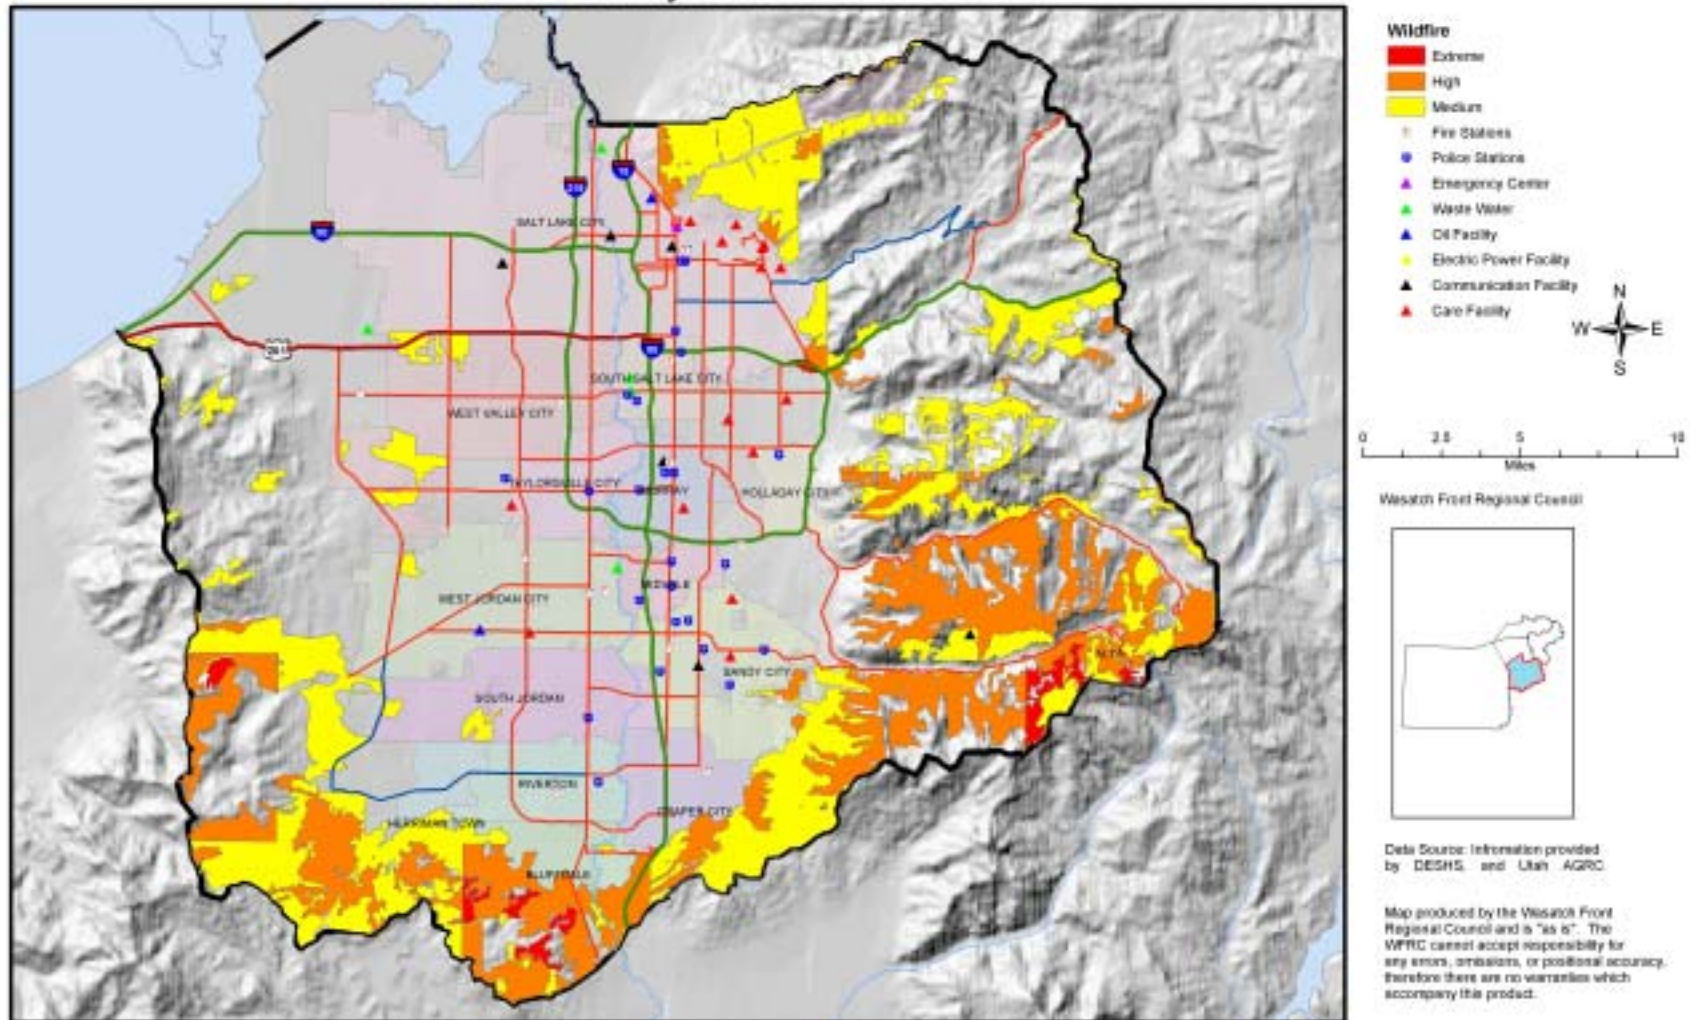 SALT LAKE CITY
SOUTH SALT LAKE CITY
WEST VALLEY CITY
TAYLORSVILLE CITY
MURRAY
HOLLADAY CITY
MIDVALE
WEST JORDAN CITY
ALTA
SANDY CITY
SOUTH JORDAN
RIVERTON
DRAPER CITY
HERRIMAN TOWN
BLUFFDALE
Wildfire
Extreme
High
Medium
Fire Stations
Police Stations
Emergency Center
Waste Water
Oil Facility
Electric Power Facility
Communication Facility
Care Facility
N
W E
S
0 2.5 5 10
Miles
Wasatch Front Regional Council
Data Source: Infromation provided
by DESHS, and Utah AGRC
Map produced by the Wasatch Front
Regional Council and is "as is". The
WFRC cannot accept responsibility for
any errors, omissions, or positional accuracy,
therefore there are no warranties which
accompany this product.